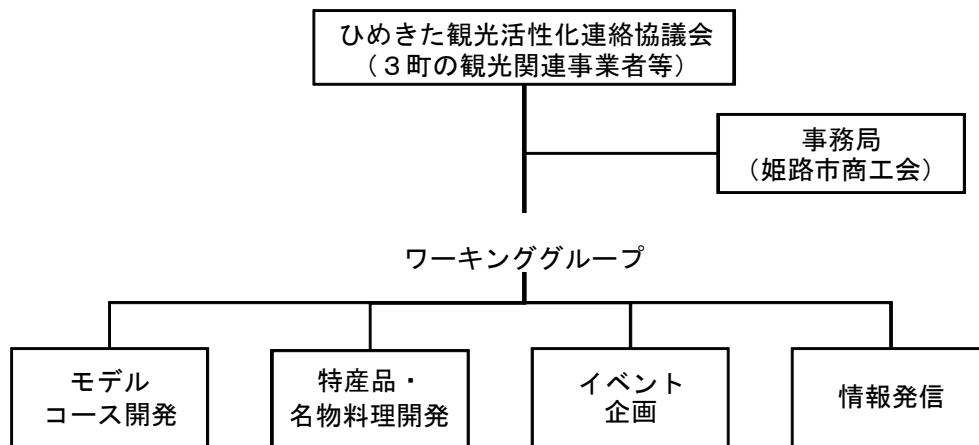 ひめきた観光活性化連絡協議会
（３町の観光関連事業者等）
事務局
（姫路市商工会）
ワーキンググループ
モデル
コース開発
特産品・
名物料理開発
イベント
企画
情報発信